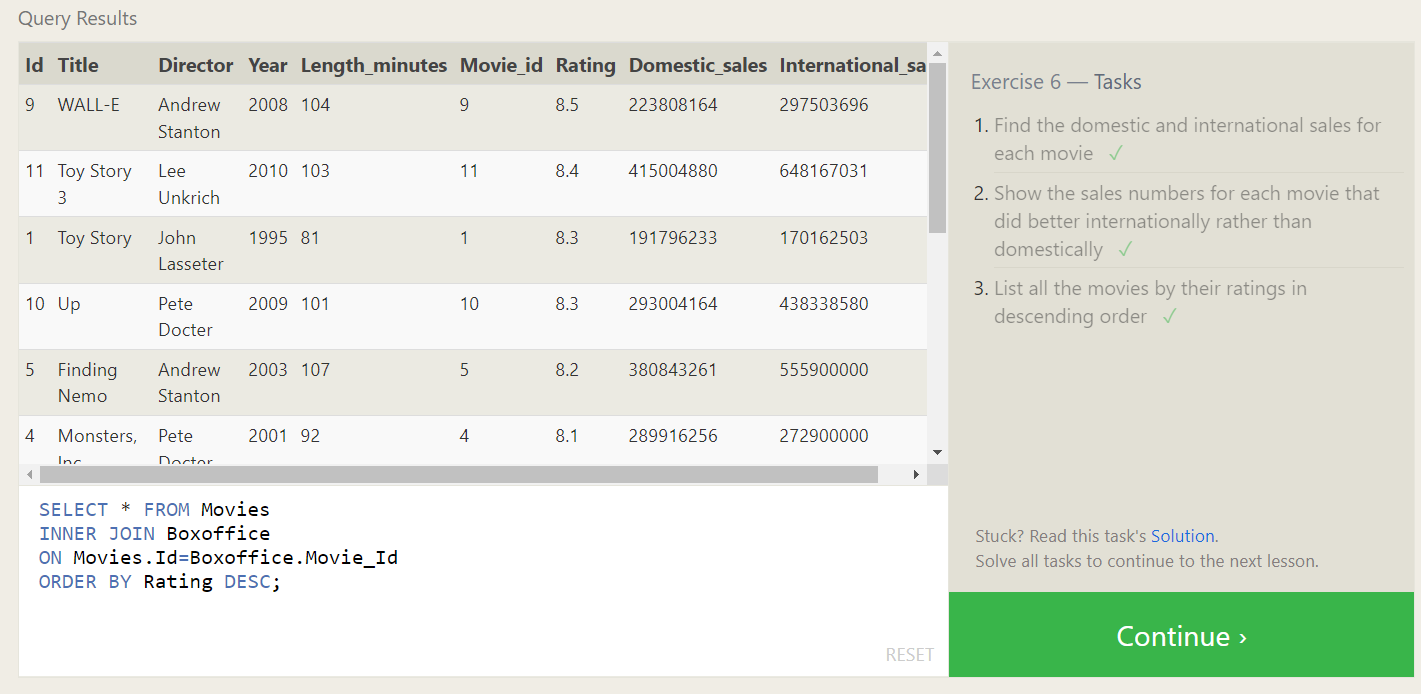 Query Results
Id Title Director Year Length_minutes Movie_id Rating Domestic_sales International_sa
9 WALL-E Andrew Stanton 2008 104 9 8.5 223808164 297503696
11 Toy Story 3 Lee Unkrich 2010 103 11 8.4 415004880 648167031
1 Toy Story John Lasseter 1995 81 1 8.3 191796233 170162503
10 Up Pete Docter 2009 101 10 8.3 293004164 438338580
5 Finding Nemo Andrew Stanton 2003 107 5 8.2 380843261 555900000
4 Monsters, Inc. Pete Docter 2001 92 4 8.1 289916256 272900000
SELECT * FROM Movies
INNER JOIN Boxoffice
ON Movies.Id=Boxoffice.Movie_Id
ORDER BY Rating DESC;
RESET
Exercise 6 — Tasks
1. Find the domestic and international sales for
each movie ✓
2. Show the sales numbers for each movie that
did better internationally rather than
domestically ✓
3. List all the movies by their ratings in
descending order ✓
Stuck? Read this task's Solution.
Solve all tasks to continue to the next lesson.
Continue ›